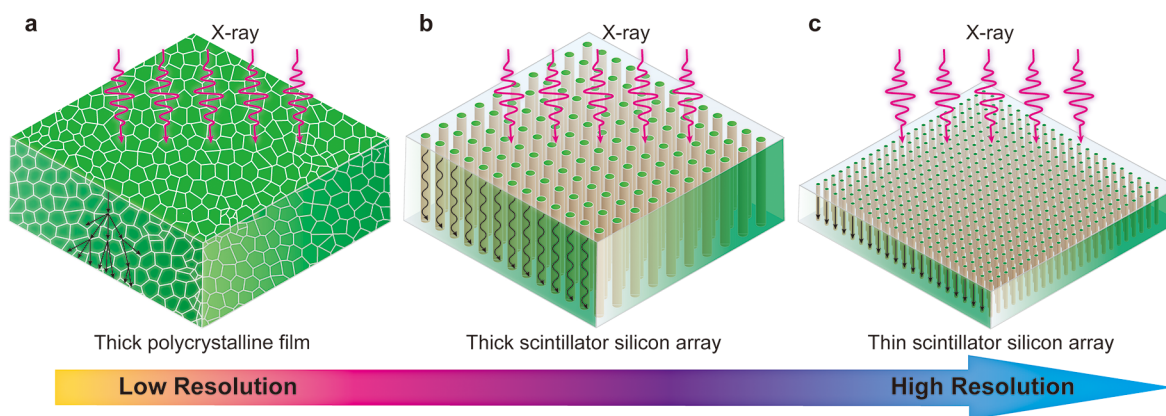 a
X-ray
b
X-ray
c
X-ray
Thick polycrystalline film
Thick scintillator silicon array
Thin scintillator silicon array
Low Resolution
High Resolution